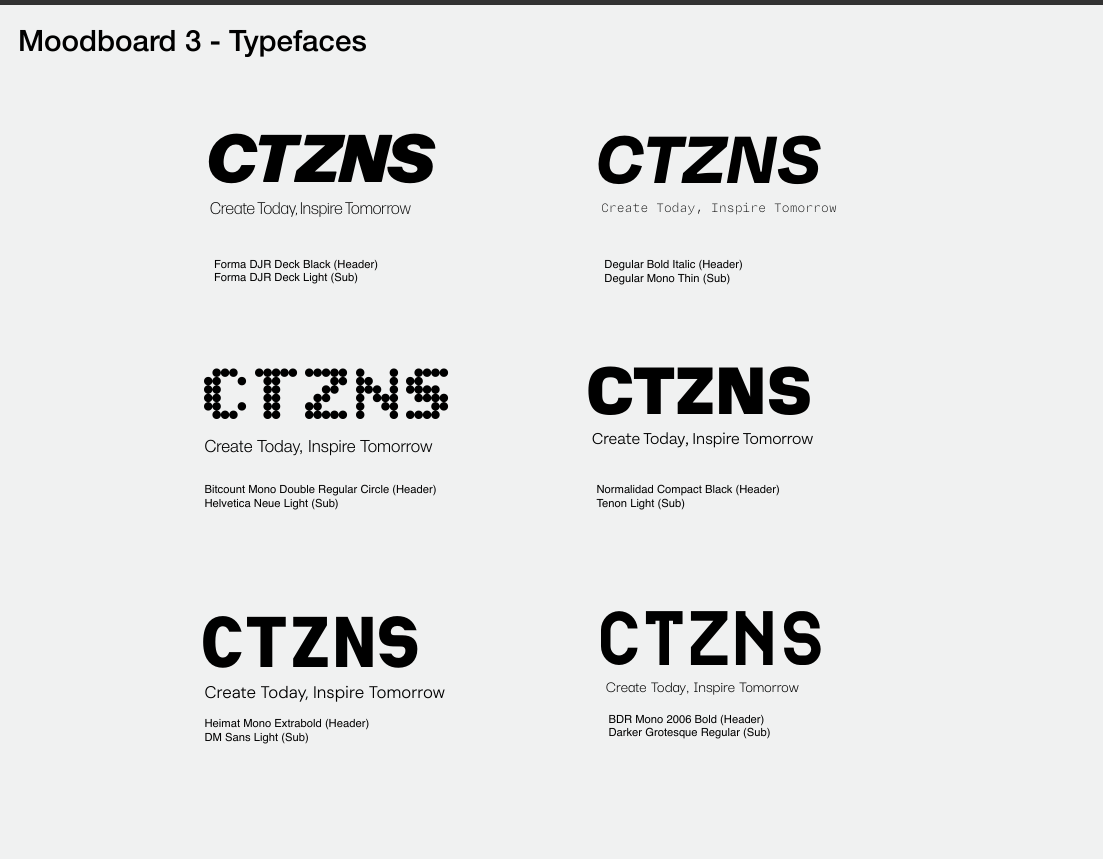 Moodboard 3 - Typefaces
CTZNS
Create Today, Inspire Tomorrow
Forma DJR Deck Black (Header)
Forma DJR Deck Light (Sub)
CTZNS
Create Today, Inspire Tomorrow
Degular Bold Italic (Header)
Degular Mono Thin (Sub)
CTZNS
Create Today, Inspire Tomorrow
Bitcount Mono Double Regular Circle (Header)
Helvetica Neue Light (Sub)
CTZNS
Create Today, Inspire Tomorrow
Normalidad Compact Black (Header)
Tenon Light (Sub)
CTZNS
Create Today, Inspire Tomorrow
Heimat Mono Extrabold (Header)
DM Sans Light (Sub)
CTZNS
Create Today, Inspire Tomorrow
BDR Mono 2006 Bold (Header)
Darker Grotesque Regular (Sub)